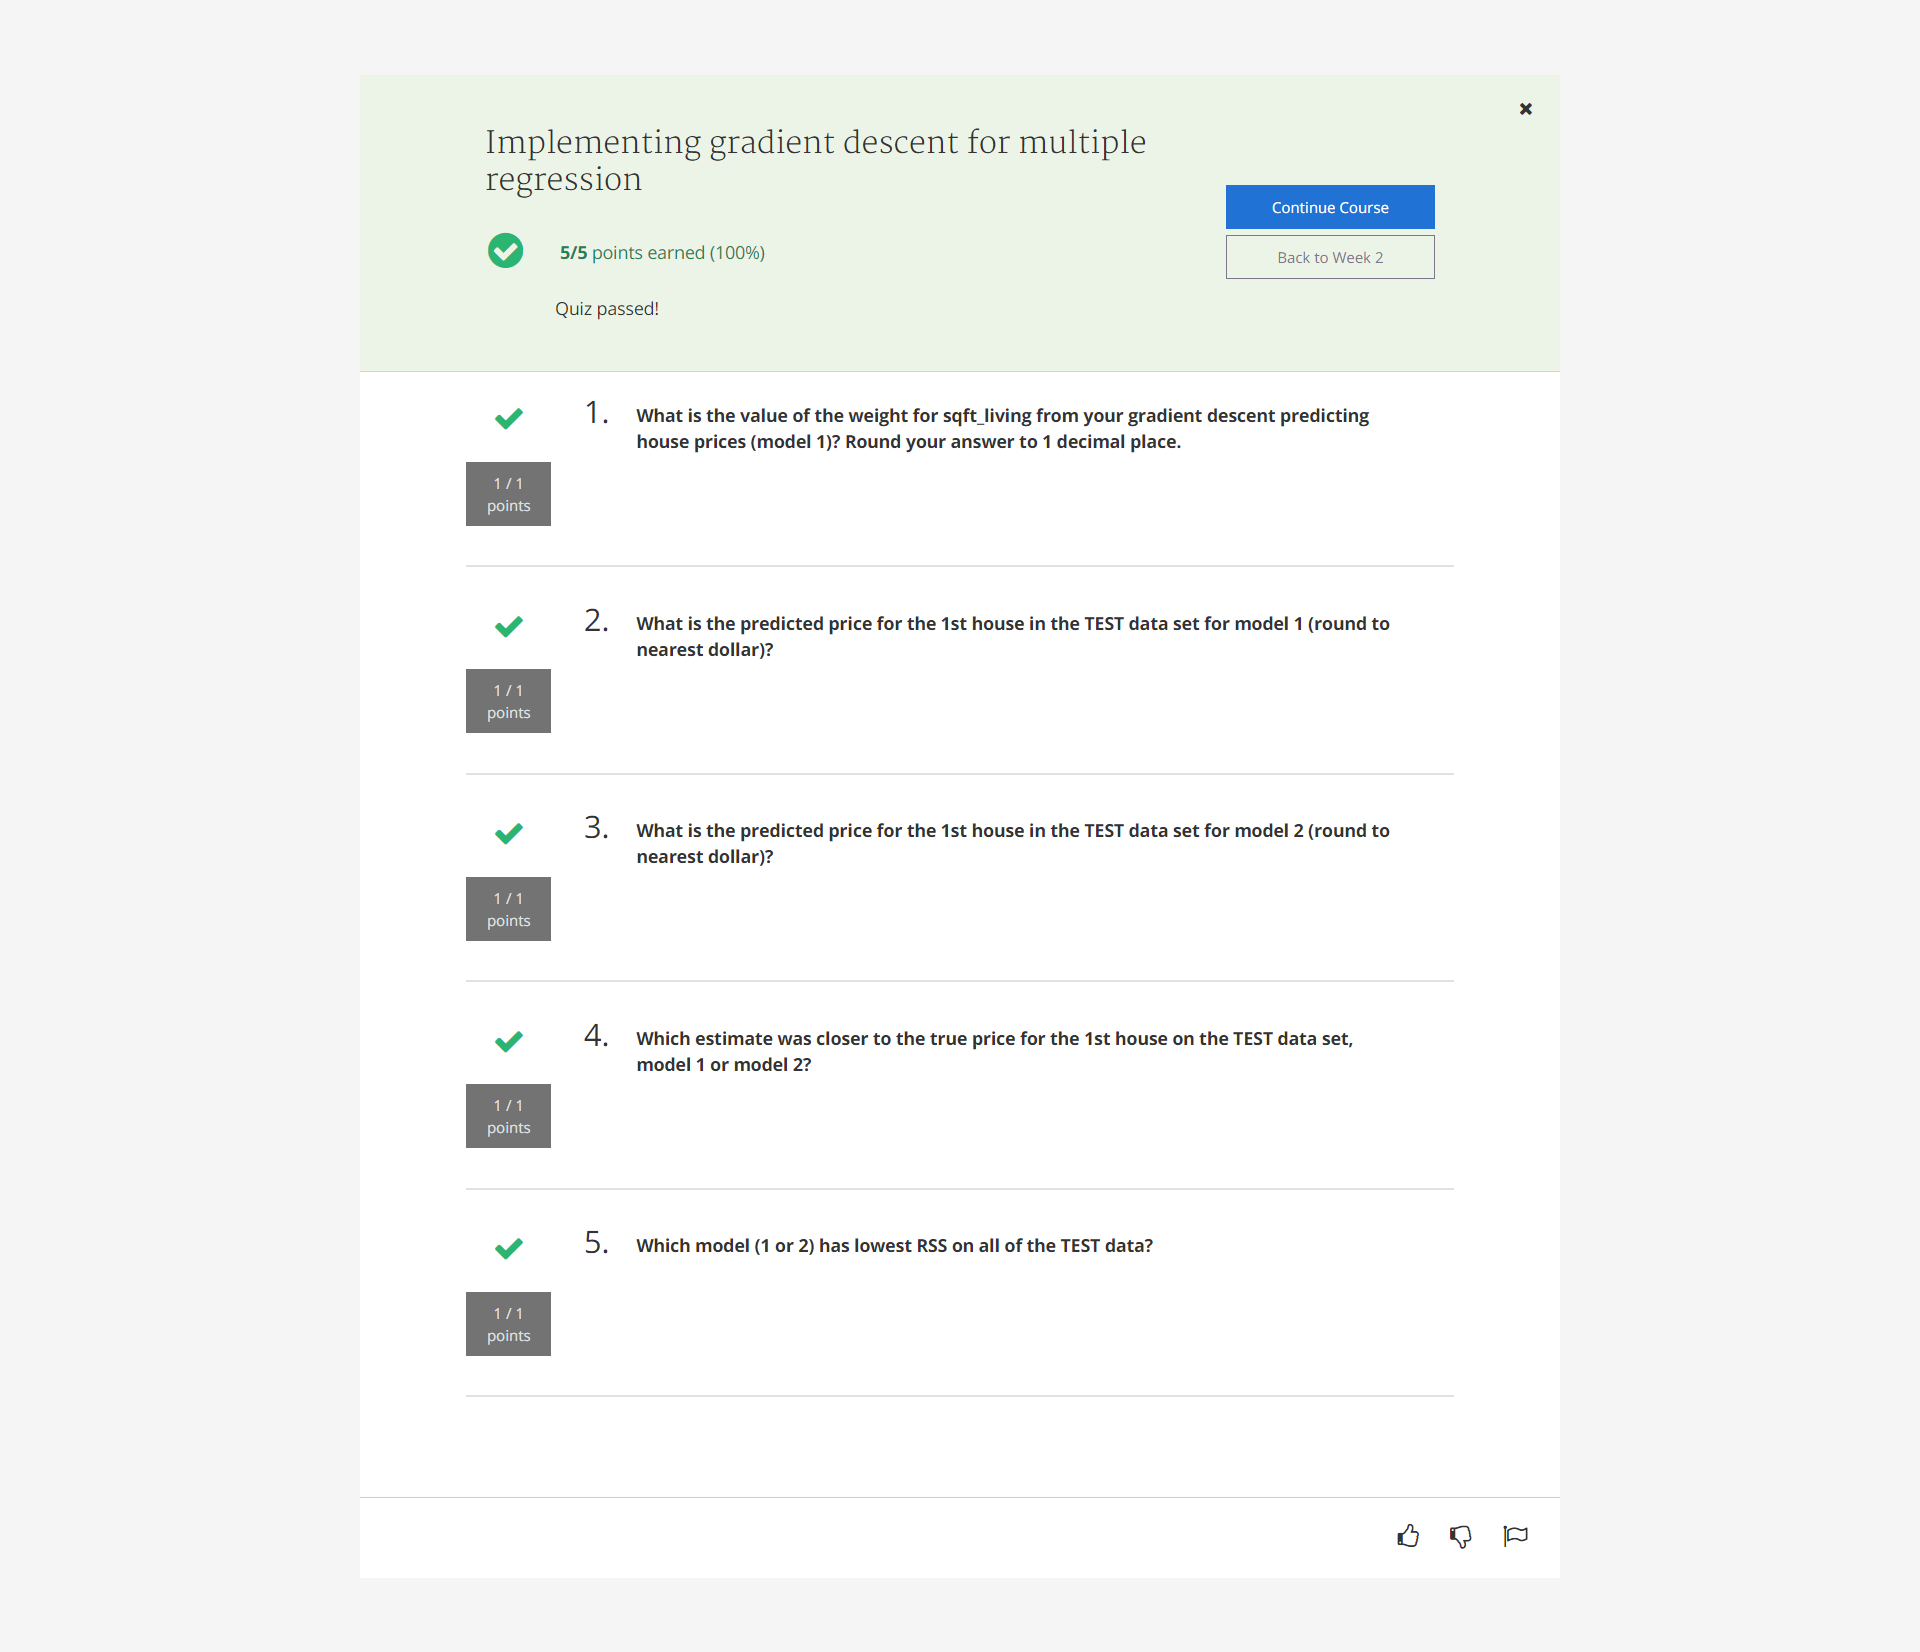 Implementing gradient descent for multiple
regression
Continue Course
5/5 points earned (100%)
Back to Week 2
Quiz passed!
1. What is the value of the weight for sqft_living from your gradient descent predicting
house prices (model 1)? Round your answer to 1 decimal place.
1 / 1
points
2. What is the predicted price for the 1st house in the TEST data set for model 1 (round to
nearest dollar)?
1 / 1
points
3. What is the predicted price for the 1st house in the TEST data set for model 2 (round to
nearest dollar)?
1 / 1
points
4. Which estimate was closer to the true price for the 1st house on the TEST data set,
model 1 or model 2?
1 / 1
points
5. Which model (1 or 2) has lowest RSS on all of the TEST data?
1 / 1
points